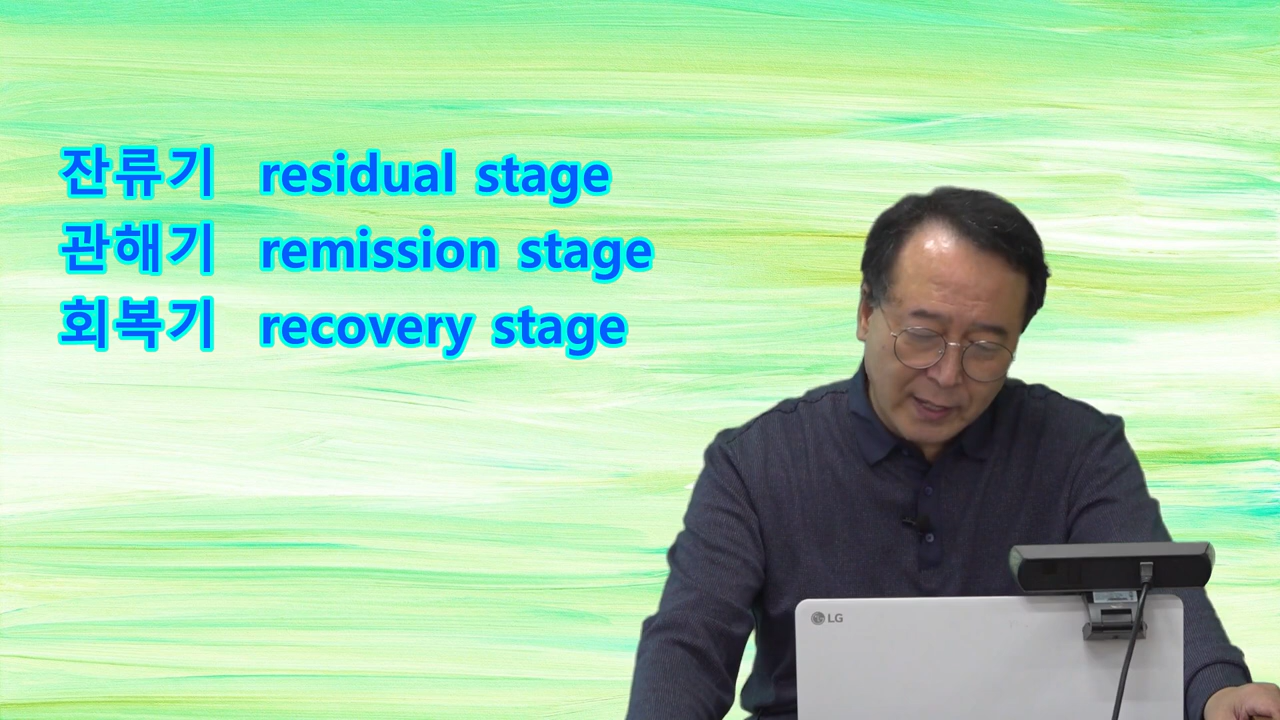 잔류기 residual stage
관해기 remission stage
회복기 recovery stage
LG